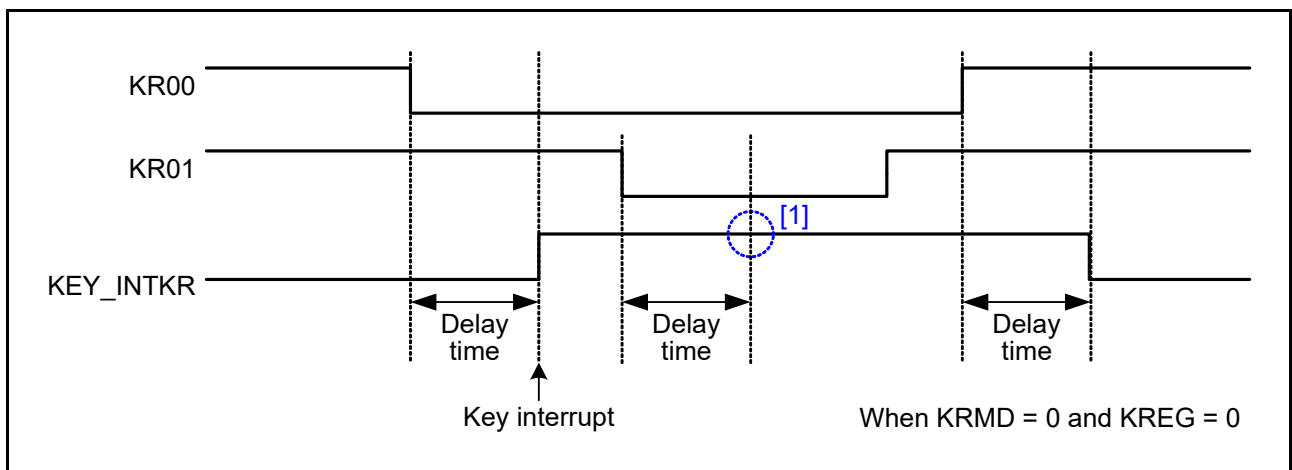 KR00
KR01
[1]
KEY_INTKR
Delay
time
Delay
time
Delay
time
Key interrupt
When KRMD = 0 and KREG = 0